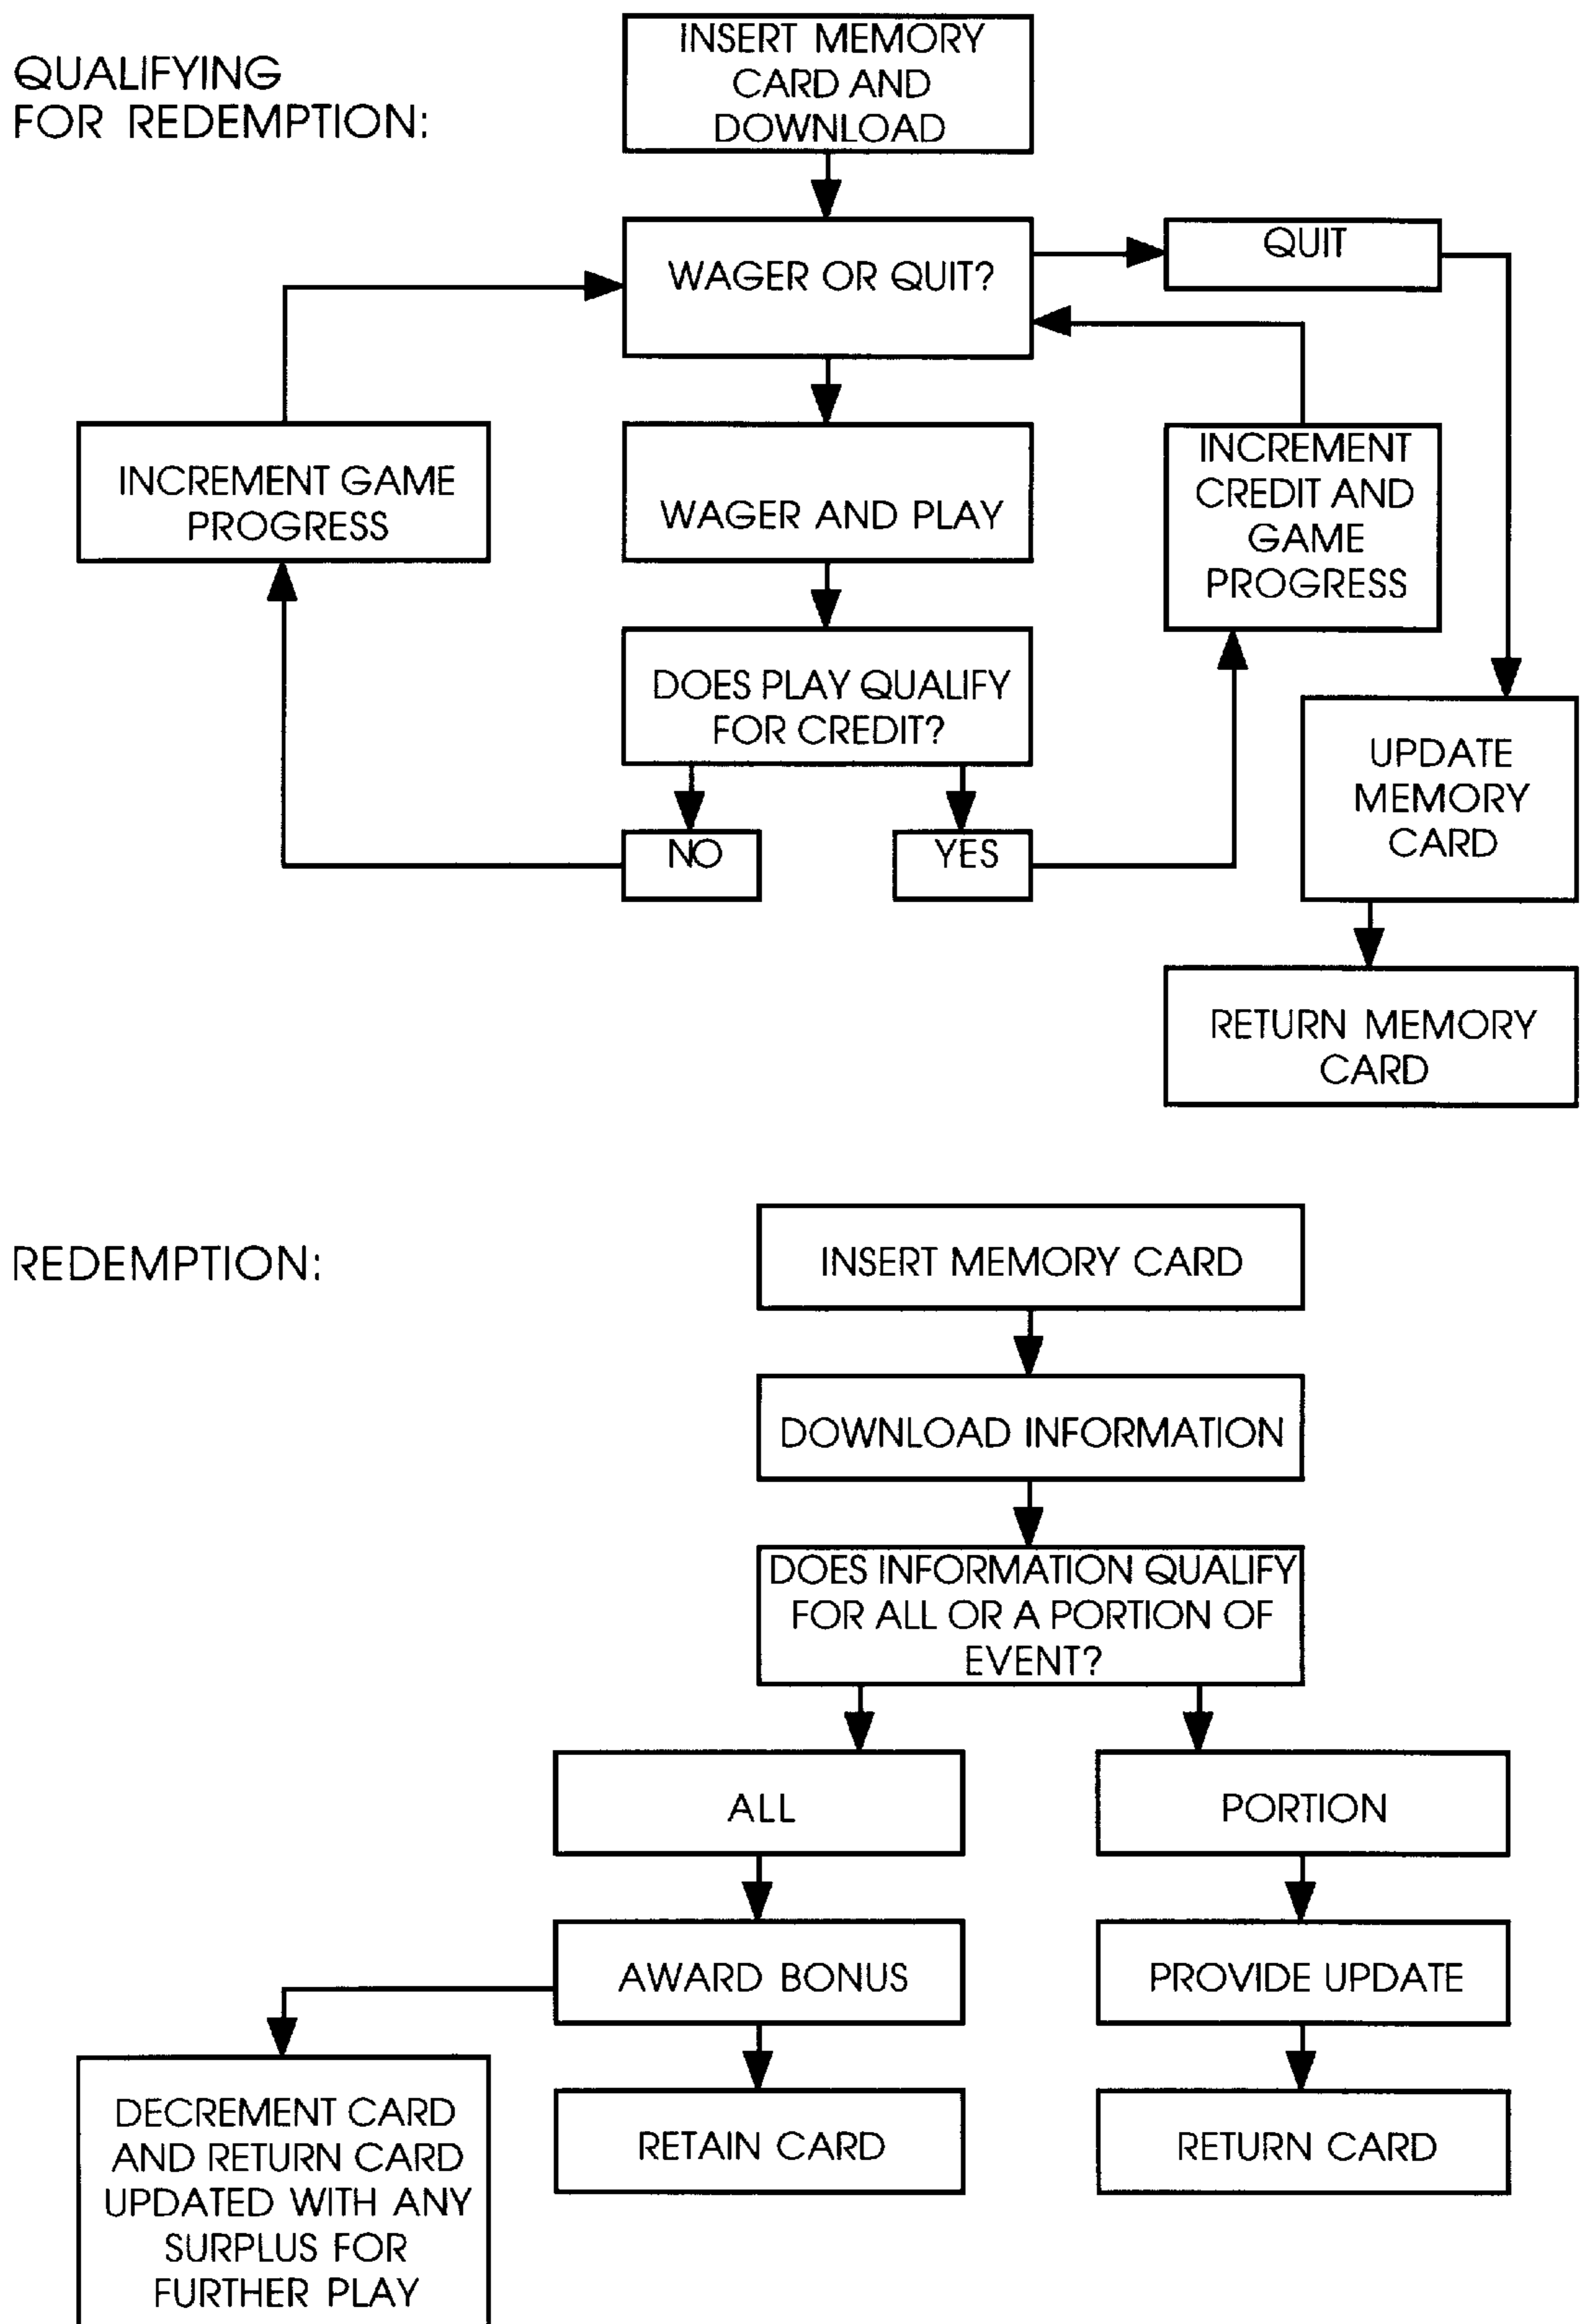 QUALIFYING
FOR REDEMPTION:
INSERT MEMORY
CARD AND
DOWNLOAD
WAGER OR QUIT?
QUIT
INCREMENT GAME
PROGRESS
WAGER AND PLAY
INCREMENT
CREDIT AND
GAME
PROGRESS
DOES PLAY QUALIFY
FOR CREDIT?
NO
YES
UPDATE
MEMORY
CARD
RETURN MEMORY
CARD
REDEMPTION:
INSERT MEMORY CARD
DOWNLOAD INFORMATION
DOES INFORMATION QUALIFY
FOR ALL OR A PORTION OF
EVENT?
ALL
PORTION
AWARD BONUS
PROVIDE UPDATE
DECREMENT CARD
AND RETURN CARD
UPDATED WITH ANY
SURPLUS FOR
FURTHER PLAY
RETAIN CARD
RETURN CARD